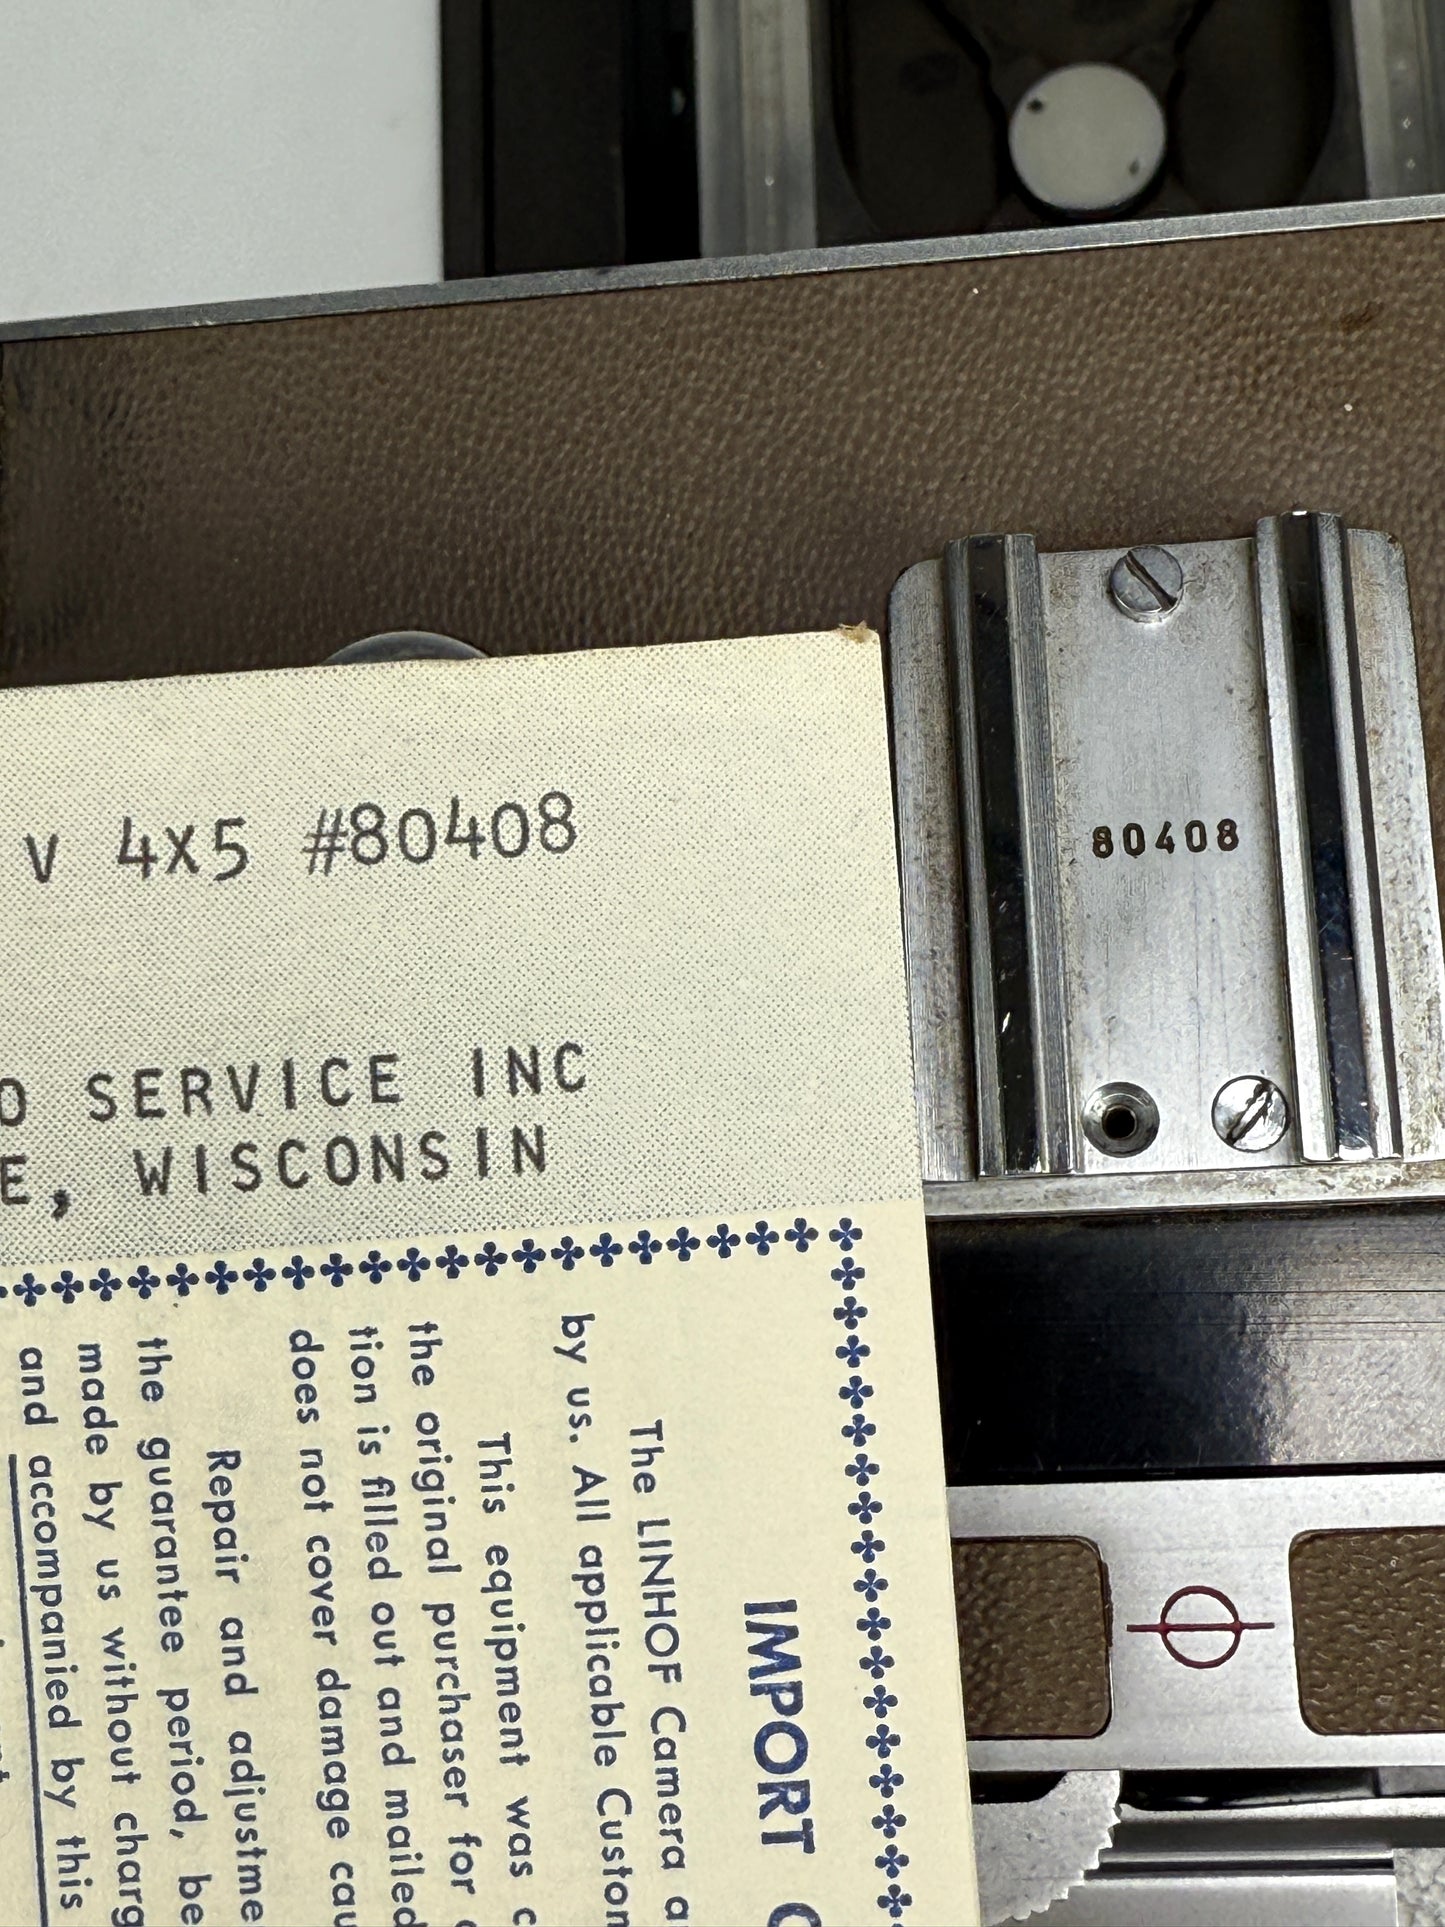 V 4X5 #80408
SERVICE INC
E, WISCONSIN
80408
IMPORT
The LINHOF Camera a
by us. All applicable Custom
This equipment was c
the original purchaser for
tion is filled out and mailed
does not cover damage cau
Repair and adjustme
the guarantee period, be
made by us without charg
and accompanied by this